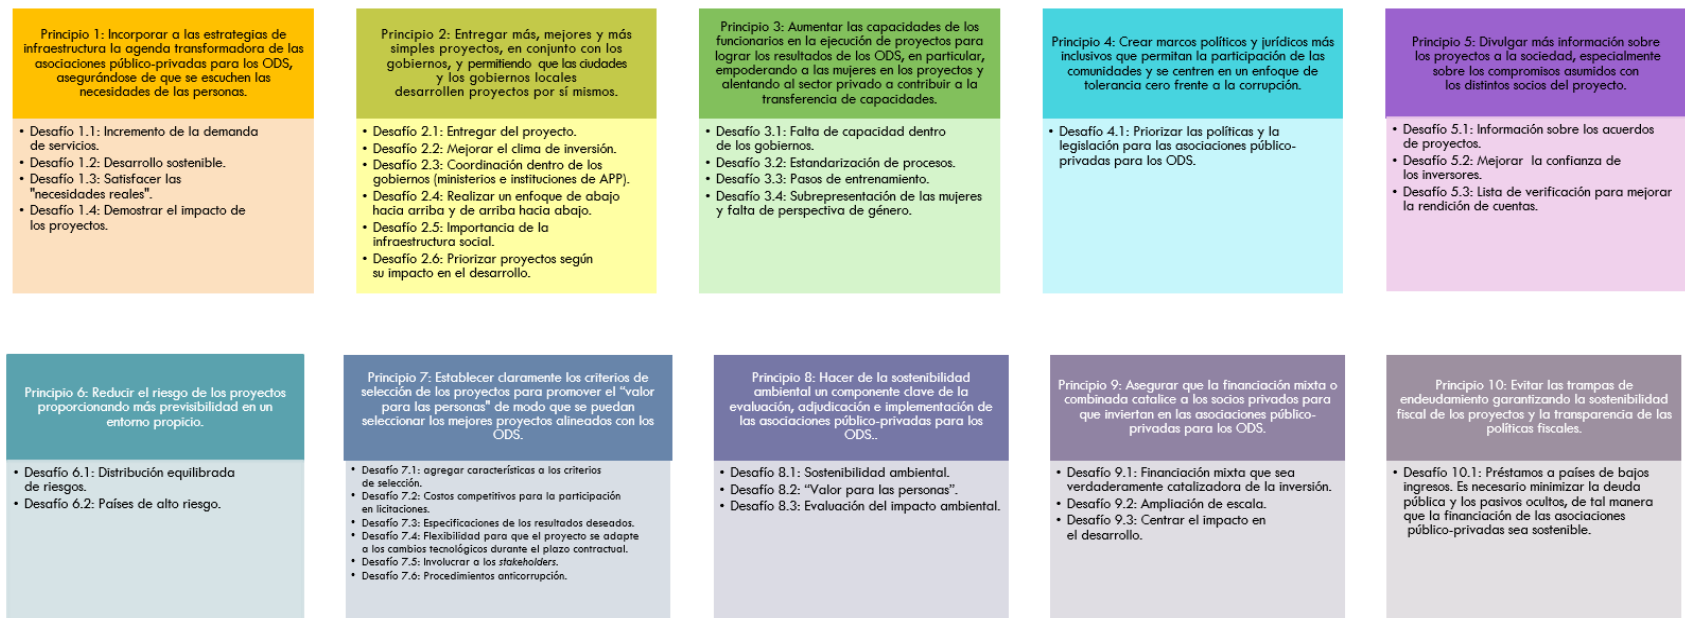 Principio 1: Incorporar a las estrategias de
infraestructura la agenda transformadora de las
asociaciones público-privadas para los ODS,
asegurándose de que se escuchen las
necesidades de las personas.
• Desafío 1.1: Incremento de la demanda
de servicios.
• Desafío 1.2: Desarrollo sostenible.
• Desafío 1.3: Satisfacer las
"necesidades reales".
• Desafío 1.4: Demostrar el impacto de
los proyectos.
Principio 2: Entregar más, mejores y más
simples proyectos, en conjunto con los
gobiernos, y permitiendo que las ciudades
y los gobiernos locales
desarrollen proyectos por sí mismos.
• Desafío 2.1: Entregar del proyecto.
• Desafío 2.2: Mejorar el clima de inversión.
• Desafío 2.3: Coordinación dentro de los
gobiernos (ministerios e instituciones de APP).
• Desafío 2.4: Realizar un enfoque de abajo
hacia arriba y de arriba hacia abajo.
• Desafío 2.5: Importancia de la
infraestructura social.
• Desafío 2.6: Priorizar proyectos según
su impacto en el desarrollo.
Principio 3: Aumentar las capacidades de los
funcionarios en la ejecución de proyectos para
lograr los resultados de los ODS, en particular,
empoderando a las mujeres en los proyectos y
alentando al sector privado a contribuir a la
transferencia de capacidades.
• Desafío 3.1: Falta de capacidad dentro
de los gobiernos.
• Desafío 3.2: Estandarización de procesos.
• Desafío 3.3: Pasos de entrenamiento.
• Desafío 3.4: Subrepresentación de las mujeres
y falta de perspectiva de género.
Principio 4: Crear marcos políticos y jurídicos más
inclusivos que permitan la participación de las
comunidades y se centren en un enfoque de
tolerancia cero frente a la corrupción.
• Desafío 4.1: Priorizar las políticas y la
legislación para las asociaciones público-
privadas para los ODS.
Principio 5: Divulgar más información sobre
los proyectos a la sociedad, especialmente
sobre los compromisos asumidos con
los distintos socios del proyecto.
• Desafío 5.1: Información sobre los acuerdos
de proyectos.
• Desafío 5.2: Mejorar la confianza de
los inversores.
• Desafío 5.3: Lista de verificación para mejorar
la rendición de cuentas.
Principio 6: Reducir el riesgo de los proyectos
proporcionando más previsibilidad en un
entorno propicio.
• Desafío 6.1: Distribución equilibrada
de riesgos.
• Desafío 6.2: Países de alto riesgo.
Principio 7: Establecer claramente los criterios de
selección de los proyectos para promover el “valor
para las personas" de modo que se puedan
seleccionar los mejores proyectos alineados con los
ODS.
• Desafío 7.1: agregar características a los criterios
de selección.
• Desafío 7.2: Costos competitivos para la participación
en licitaciones.
• Desafío 7.3: Especificaciones de los resultados deseados.
• Desafío 7.4: Flexibilidad para que el proyecto se adapte
a los cambios tecnológicos durante el plazo contractual.
• Desafío 7.5: Involucrar a los stakeholders.
• Desafío 7.6: Procedimientos anticorrupción.
Principio 8: Hacer de la sostenibilidad
ambiental un componente clave de la
evaluación, adjudicación e implementación de
las asociaciones público-privadas para los
ODS..
• Desafío 8.1: Sostenibilidad ambiental.
• Desafío 8.2: “Valor para las personas”.
• Desafío 8.3: Evaluación del impacto ambiental.
Principio 9: Asegurar que la financiación mixta o
combinada catalice a los socios privados para
que inviertan en las asociaciones público-
privadas para los ODS.
• Desafío 9.1: Financiación mixta que sea
verdaderamente catalizadora de la inversión.
• Desafío 9.2: Ampliación de escala.
• Desafío 9.3: Centrar el impacto en
el desarrollo.
Principio 10: Evitar las trampas de
endeudamiento garantizando la sostenibilidad
fiscal de los proyectos y la transparencia de las
políticas fiscales.
• Desafío 10.1: Préstamos a países de bajos
ingresos. Es necesario minimizar la deuda
pública y los pasivos ocultos, de tal manera
que la financiación de las asociaciones
público-privadas sea sostenible.